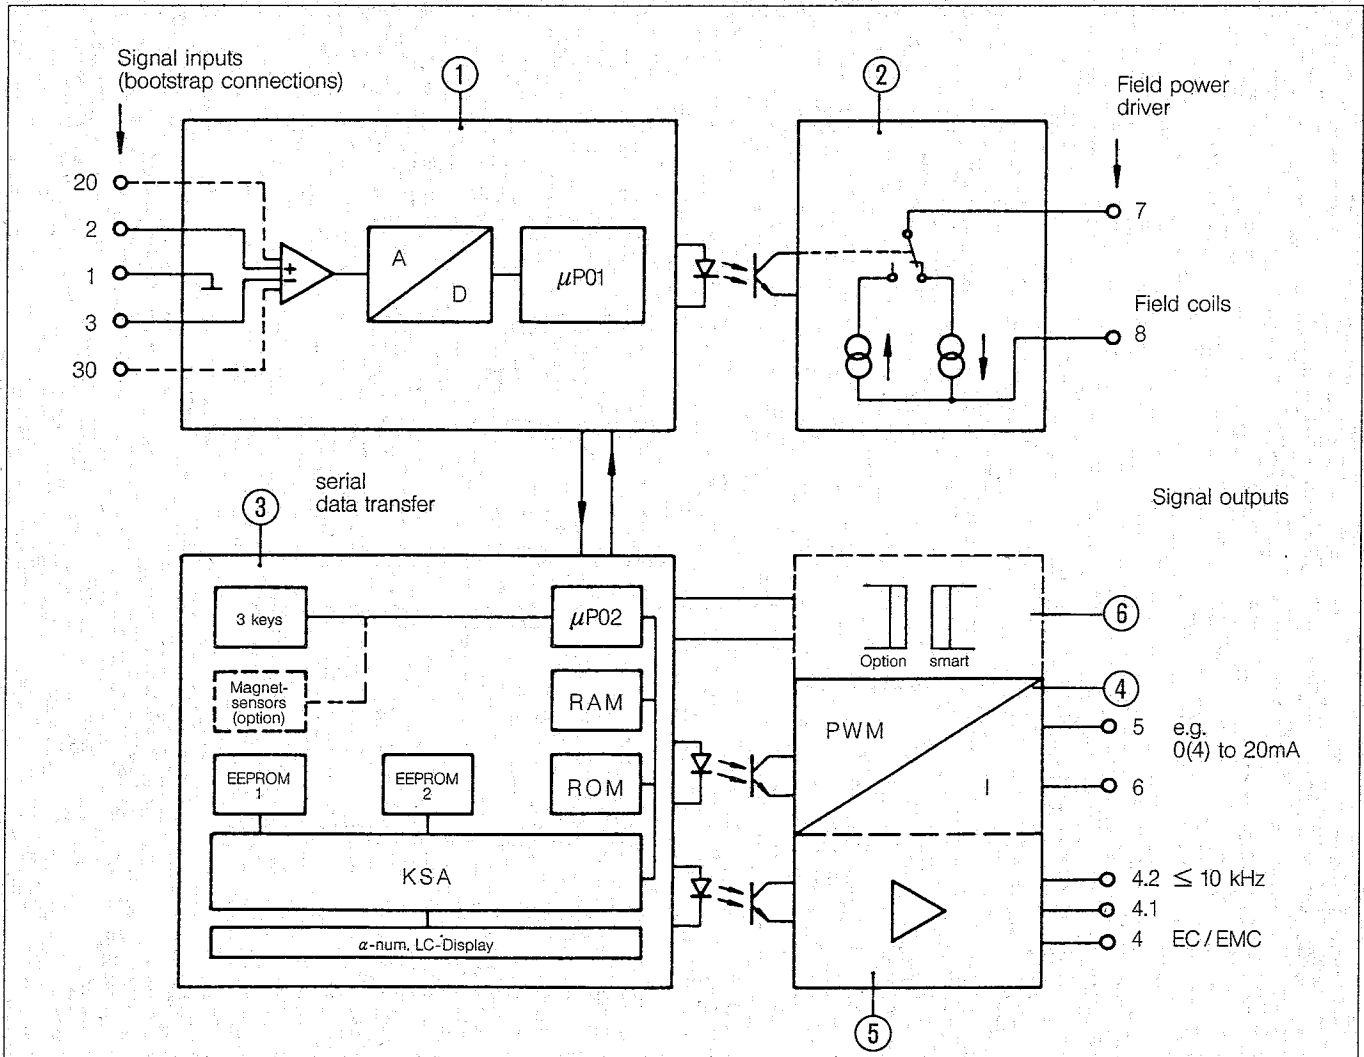 Signal inputs
(bootstrap connections)
1
2
Field power
driver
20
2
1
3
30
+
−
A
D
μP01
7
Field coils
8
serial
data transfer
3
Signal outputs
3 keys
μP02
Magnet-
sensors
(option)
RAM
EEPROM
1
EEPROM
2
ROM
KSA
α-num. LC-Display
Option
smart
6
4
PWM
I
5 e.g.
0(4) to 20mA
6
4.2 ≤ 10 kHz
4.1
4 EC/EMC
5